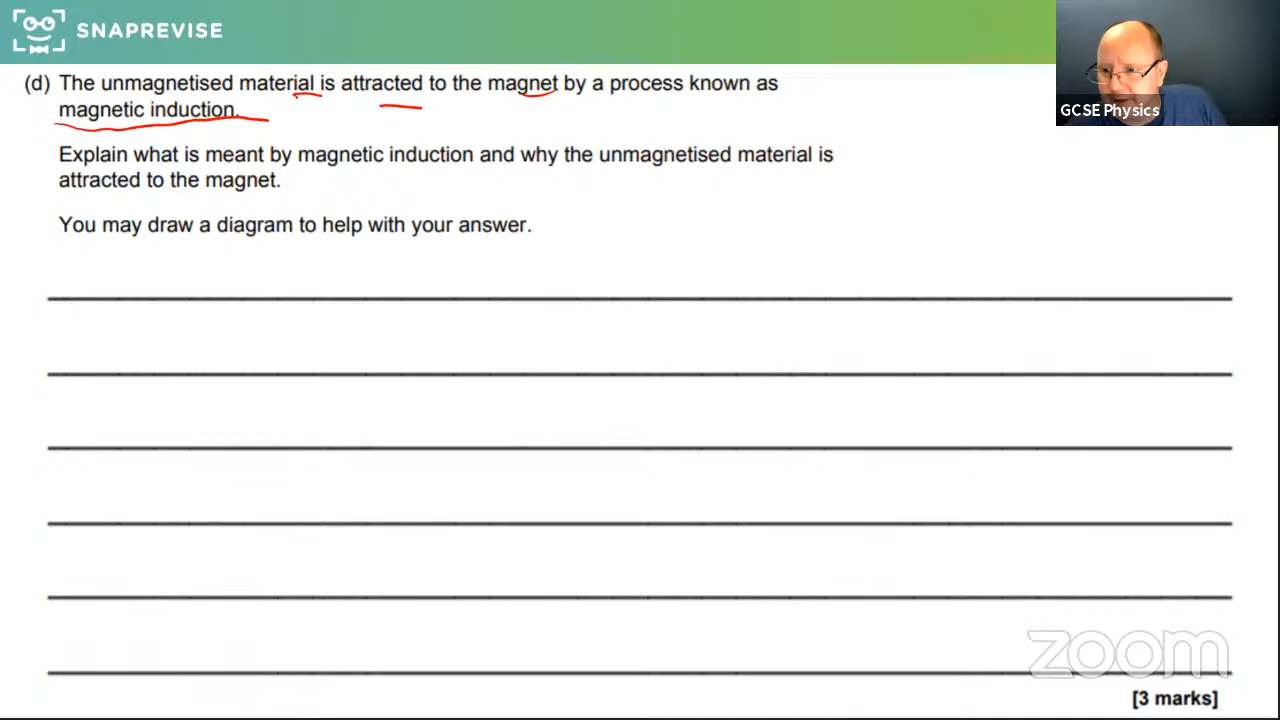 SNAPREVISE
(d) The unmagnetised material is attracted to the magnet by a process known as
magnetic induction.
GCSE Physics
Explain what is meant by magnetic induction and why the unmagnetised material is
attracted to the magnet.
You may draw a diagram to help with your answer.
zoom
[3 marks]